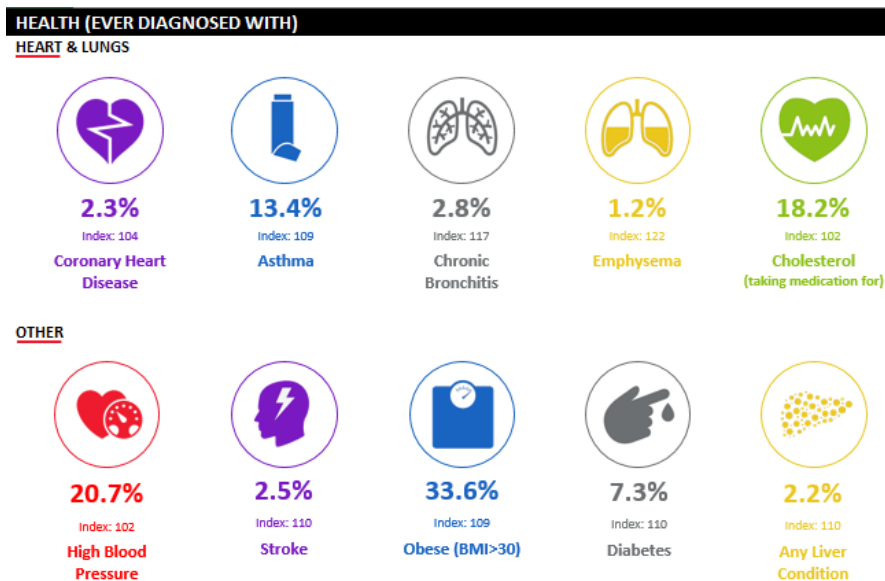 HEALTH (EVER DIAGNOSED WITH)
HEART & LUNGS
2.3%
Index: 104
Coronary Heart
Disease
13.4%
Index: 109
Asthma
2.8%
Index: 117
Chronic
Bronchitis
1.2%
Index: 122
Emphysema
18.2%
Index: 102
Cholesterol
(taking medication for)
OTHER
20.7%
Index: 102
High Blood
Pressure
2.5%
Index: 110
Stroke
33.6%
Index: 109
Obese (BMI>30)
7.3%
Index: 110
Diabetes
2.2%
Index: 110
Any Liver
Condition